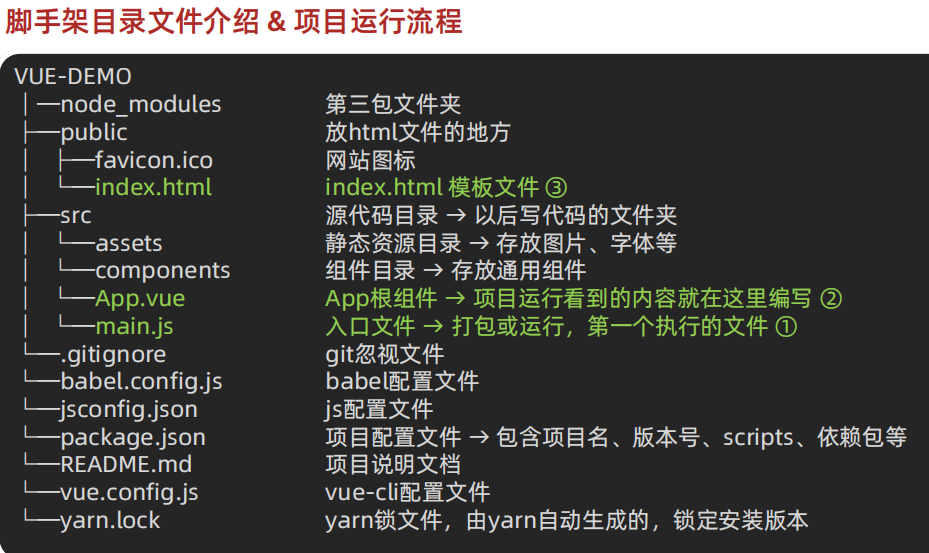 脚手架目录文件介绍 & 项目运行流程
VUE-DEMO
│─node_modules 第三包文件夹
├─public 放html文件的地方
│ ├─favicon.ico 网站图标
│ └─index.html index.html 模板文件 ③
├─src 源代码目录 → 以后写代码的文件夹
│ └─assets 静态资源目录 → 存放图片、字体等
│ └─components 组件目录 → 存放通用组件
│ └─App.vue App根组件 → 项目运行看到的内容就在这里编写 ②
│ └─main.js 入口文件 → 打包或运行，第一个执行的文件 ①
└─.gitignore git忽视文件
└─babel.config.js babel配置文件
└─jsconfig.json js配置文件
└─package.json 项目配置文件 → 包含项目名、版本号、scripts、依赖包等
└─README.md 项目说明文档
└─vue.config.js vue-cli配置文件
└─yarn.lock yarn锁文件，由yarn自动生成的，锁定安装版本